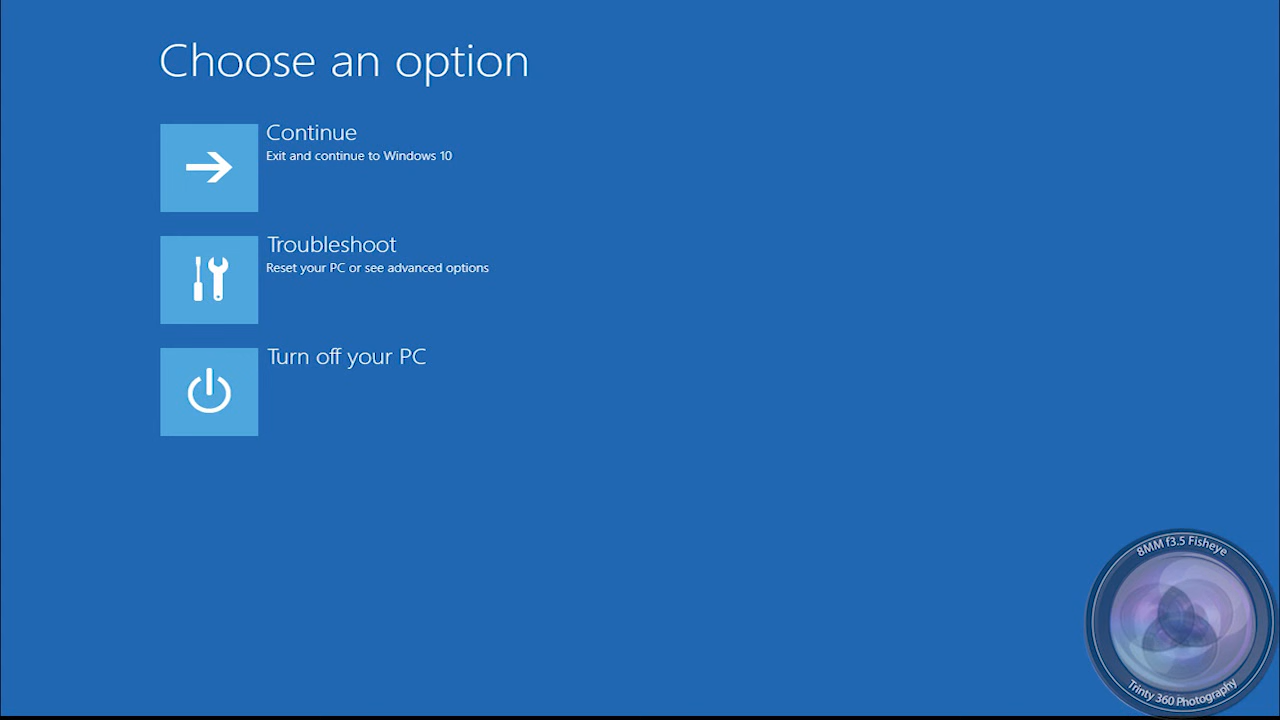 Choose an option
Continue
Exit and continue to Windows 10
Troubleshoot
Reset your PC or see advanced options
Turn off your PC
8MM f3.5 Fisheye
Trinty 360 Photography